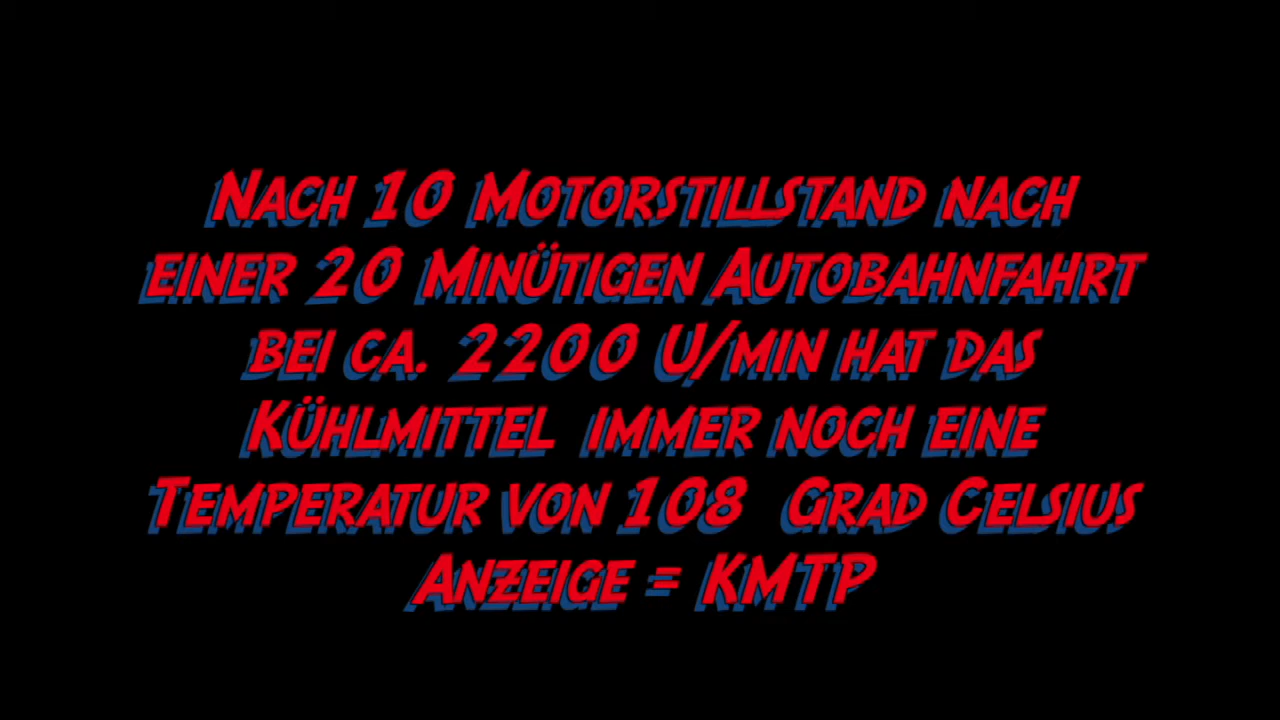 Nach 10 Motorstillstand nach
einer 20 Minütigen Autobahnfahrt
bei ca. 2200 U/min hat das
Kühlmittel immer noch eine
Temperatur von 108 Grad Celsius
Anzeige = KMTP